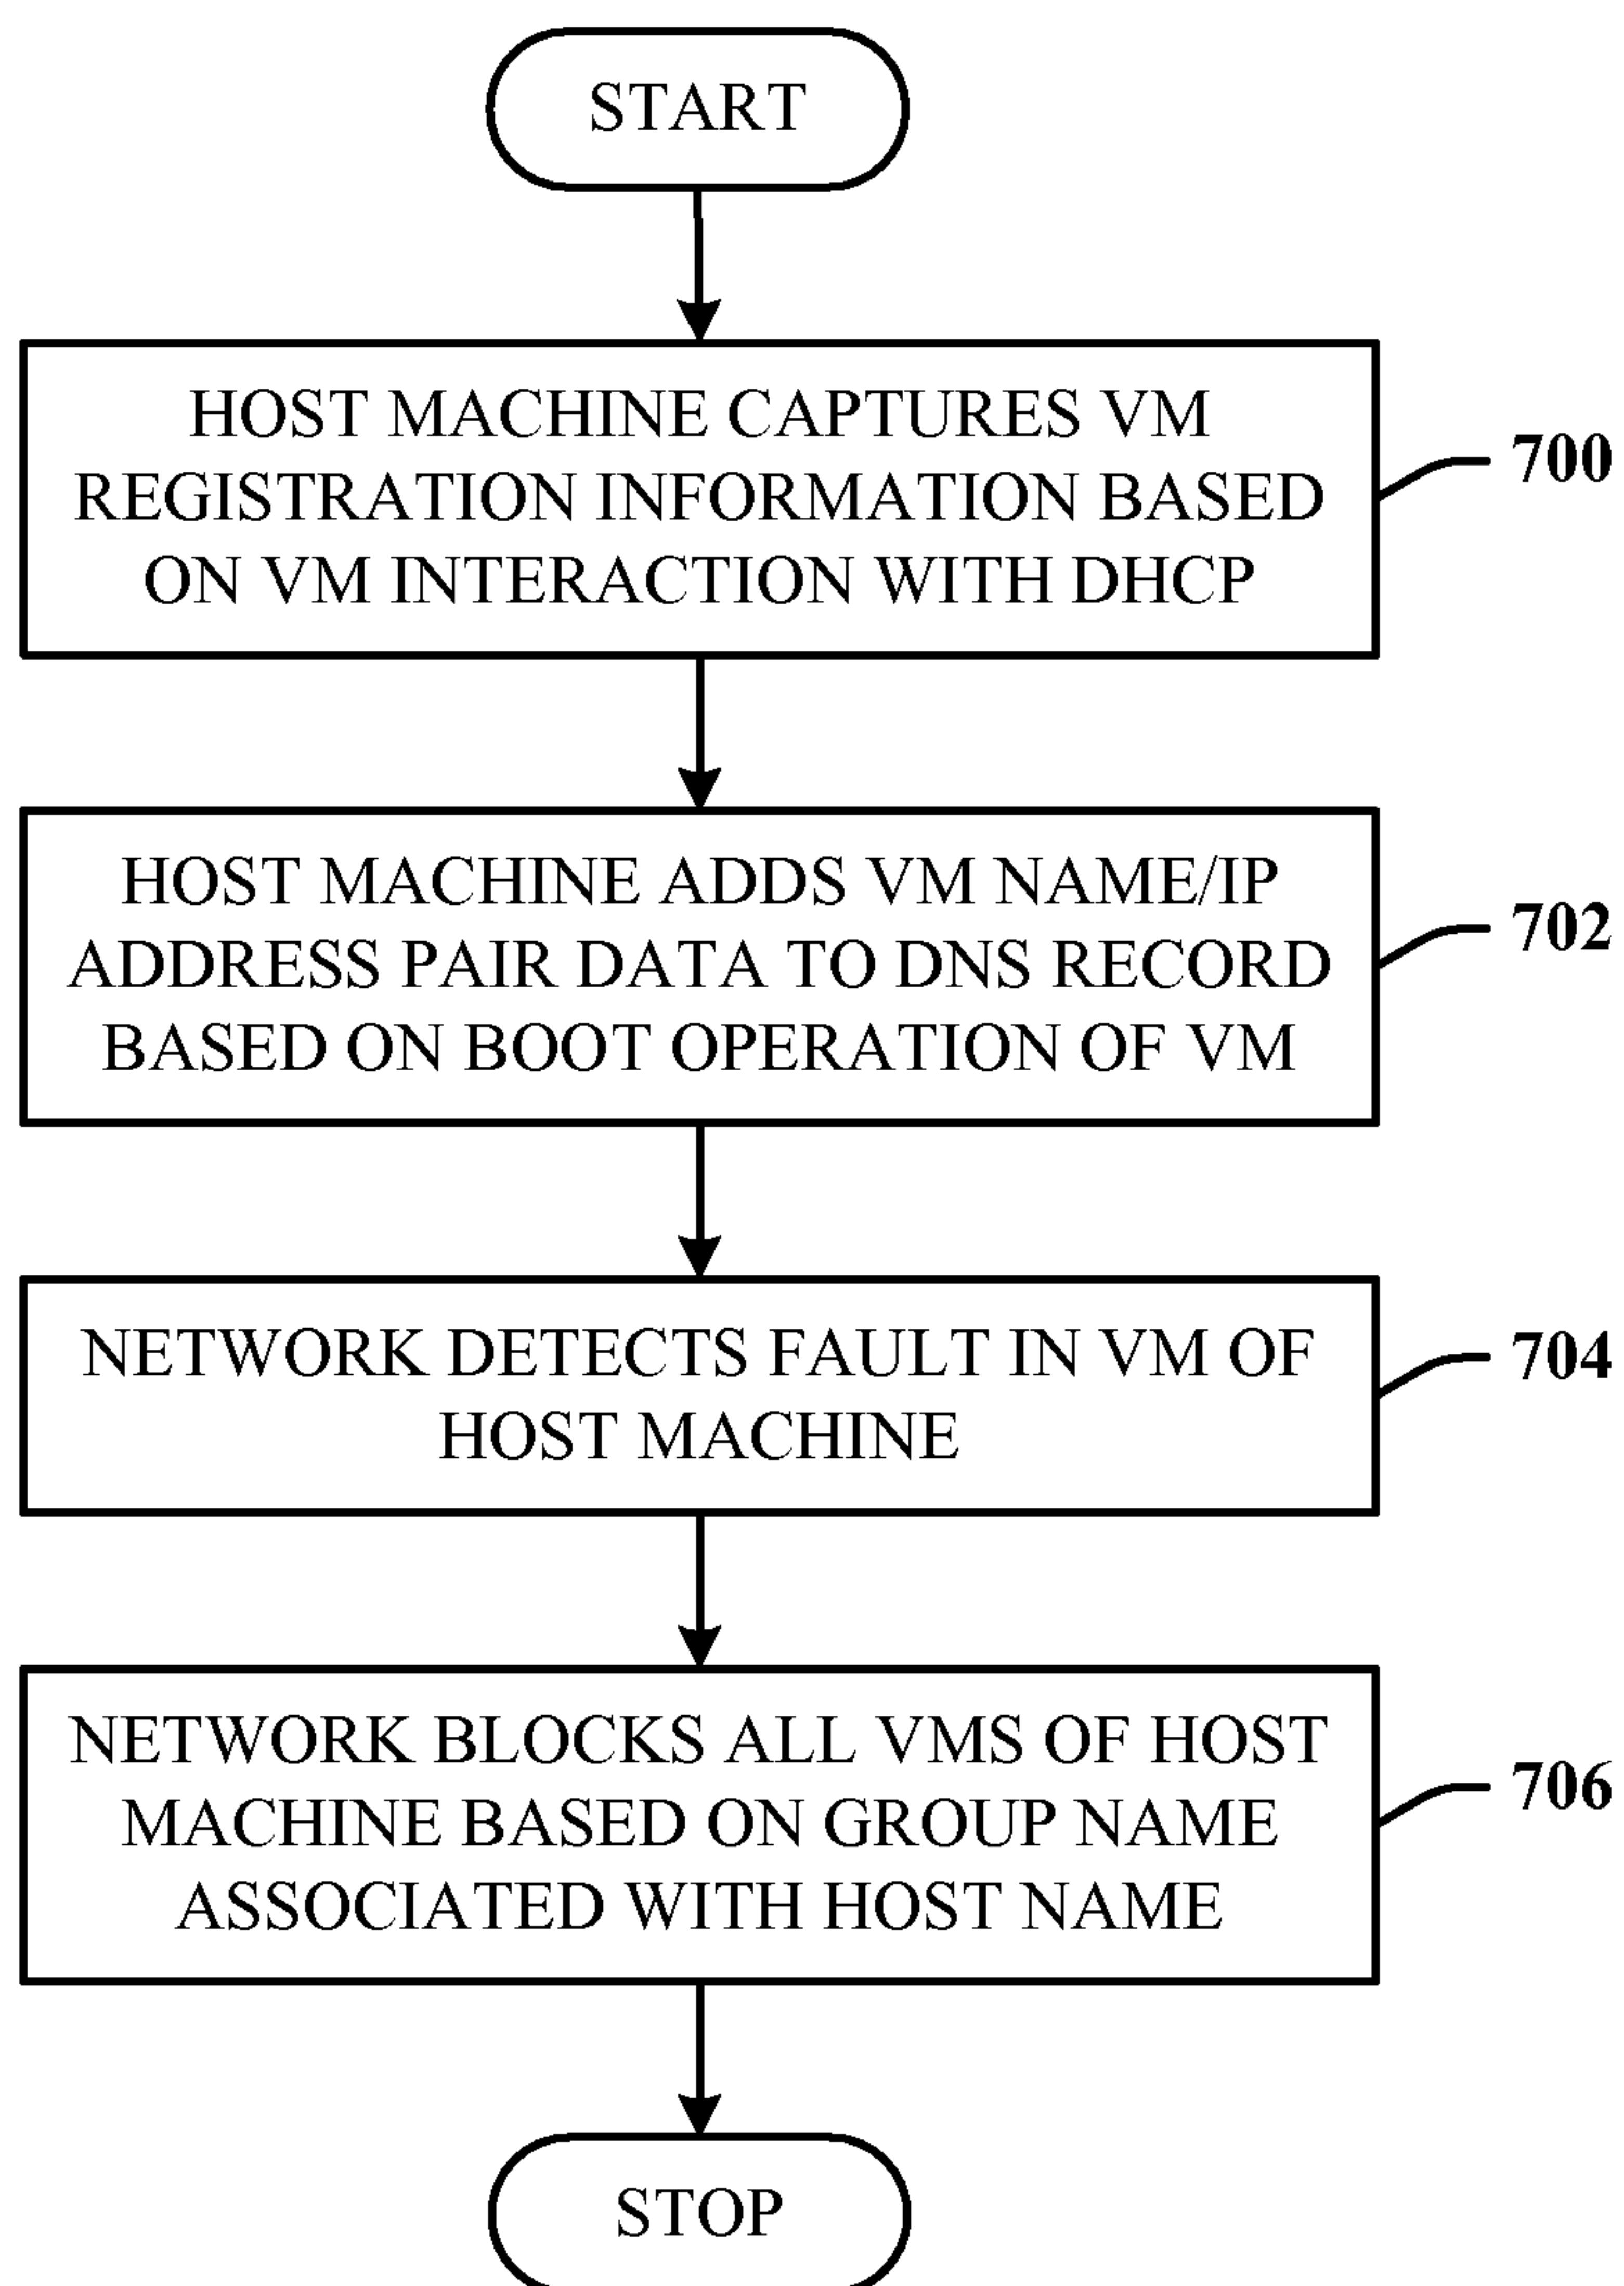 START
HOST MACHINE CAPTURES VM
REGISTRATION INFORMATION BASED
ON VM INTERACTION WITH DHCP
700
HOST MACHINE ADDS VM NAME/IP
ADDRESS PAIR DATA TO DNS RECORD
BASED ON BOOT OPERATION OF VM
702
NETWORK DETECTS FAULT IN VM OF
HOST MACHINE
704
NETWORK BLOCKS ALL VMS OF HOST
MACHINE BASED ON GROUP NAME
ASSOCIATED WITH HOST NAME
706
STOP